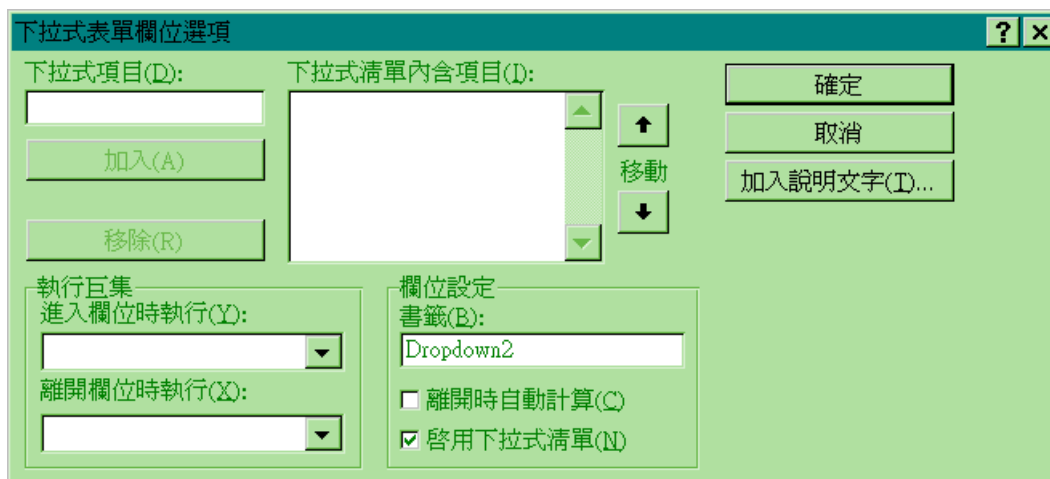 下拉式表單欄位選項
下拉式項目(D):
下拉式清單內含項目(I):
加入(A)
移除(R)
移動
確定
取消
加入說明文字(T)...
執行巨集
進入欄位時執行(Y):
離開欄位時執行(X):
欄位設定
書籤(B):
Dropdown2
離開時自動計算(C)
啓用下拉式清單(N)